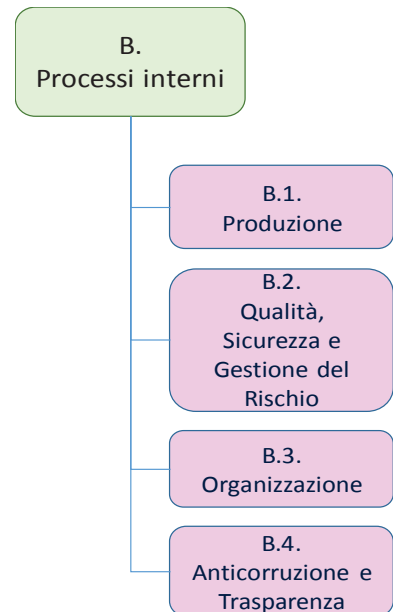 B.
Processi interni
B.1.
Produzione
B.2.
Qualità,
Sicurezza e
Gestione del
Rischio
B.3.
Organizzazione
B.4.
Anticorruzione e
Trasparenza